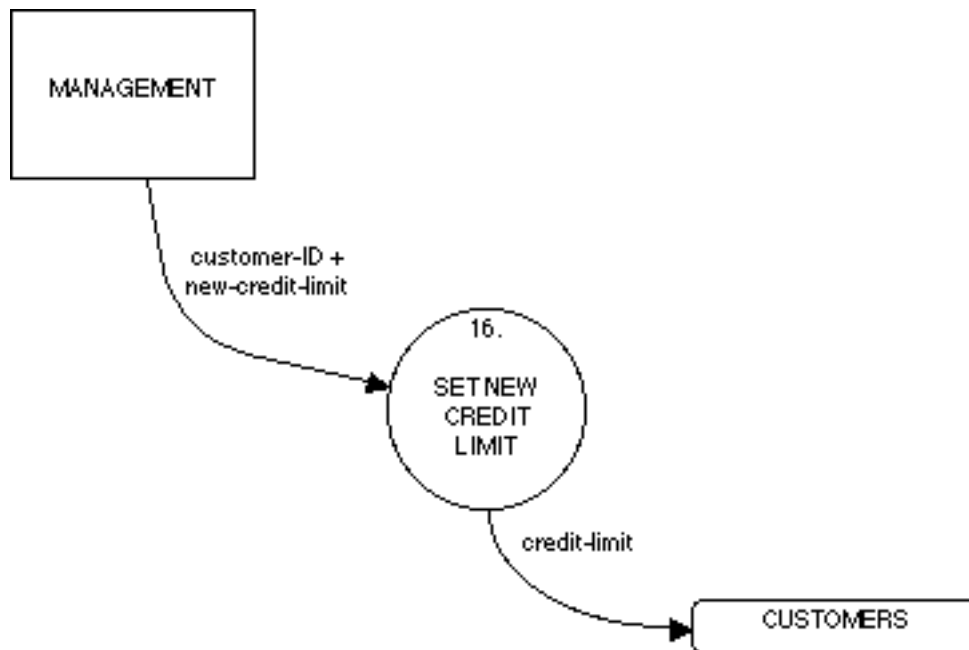 MANAGEMENT
customer-ID +
new-credit-limit
16.
SET NEW
CREDIT
LIMIT
credit-limit
CUSTOMERS